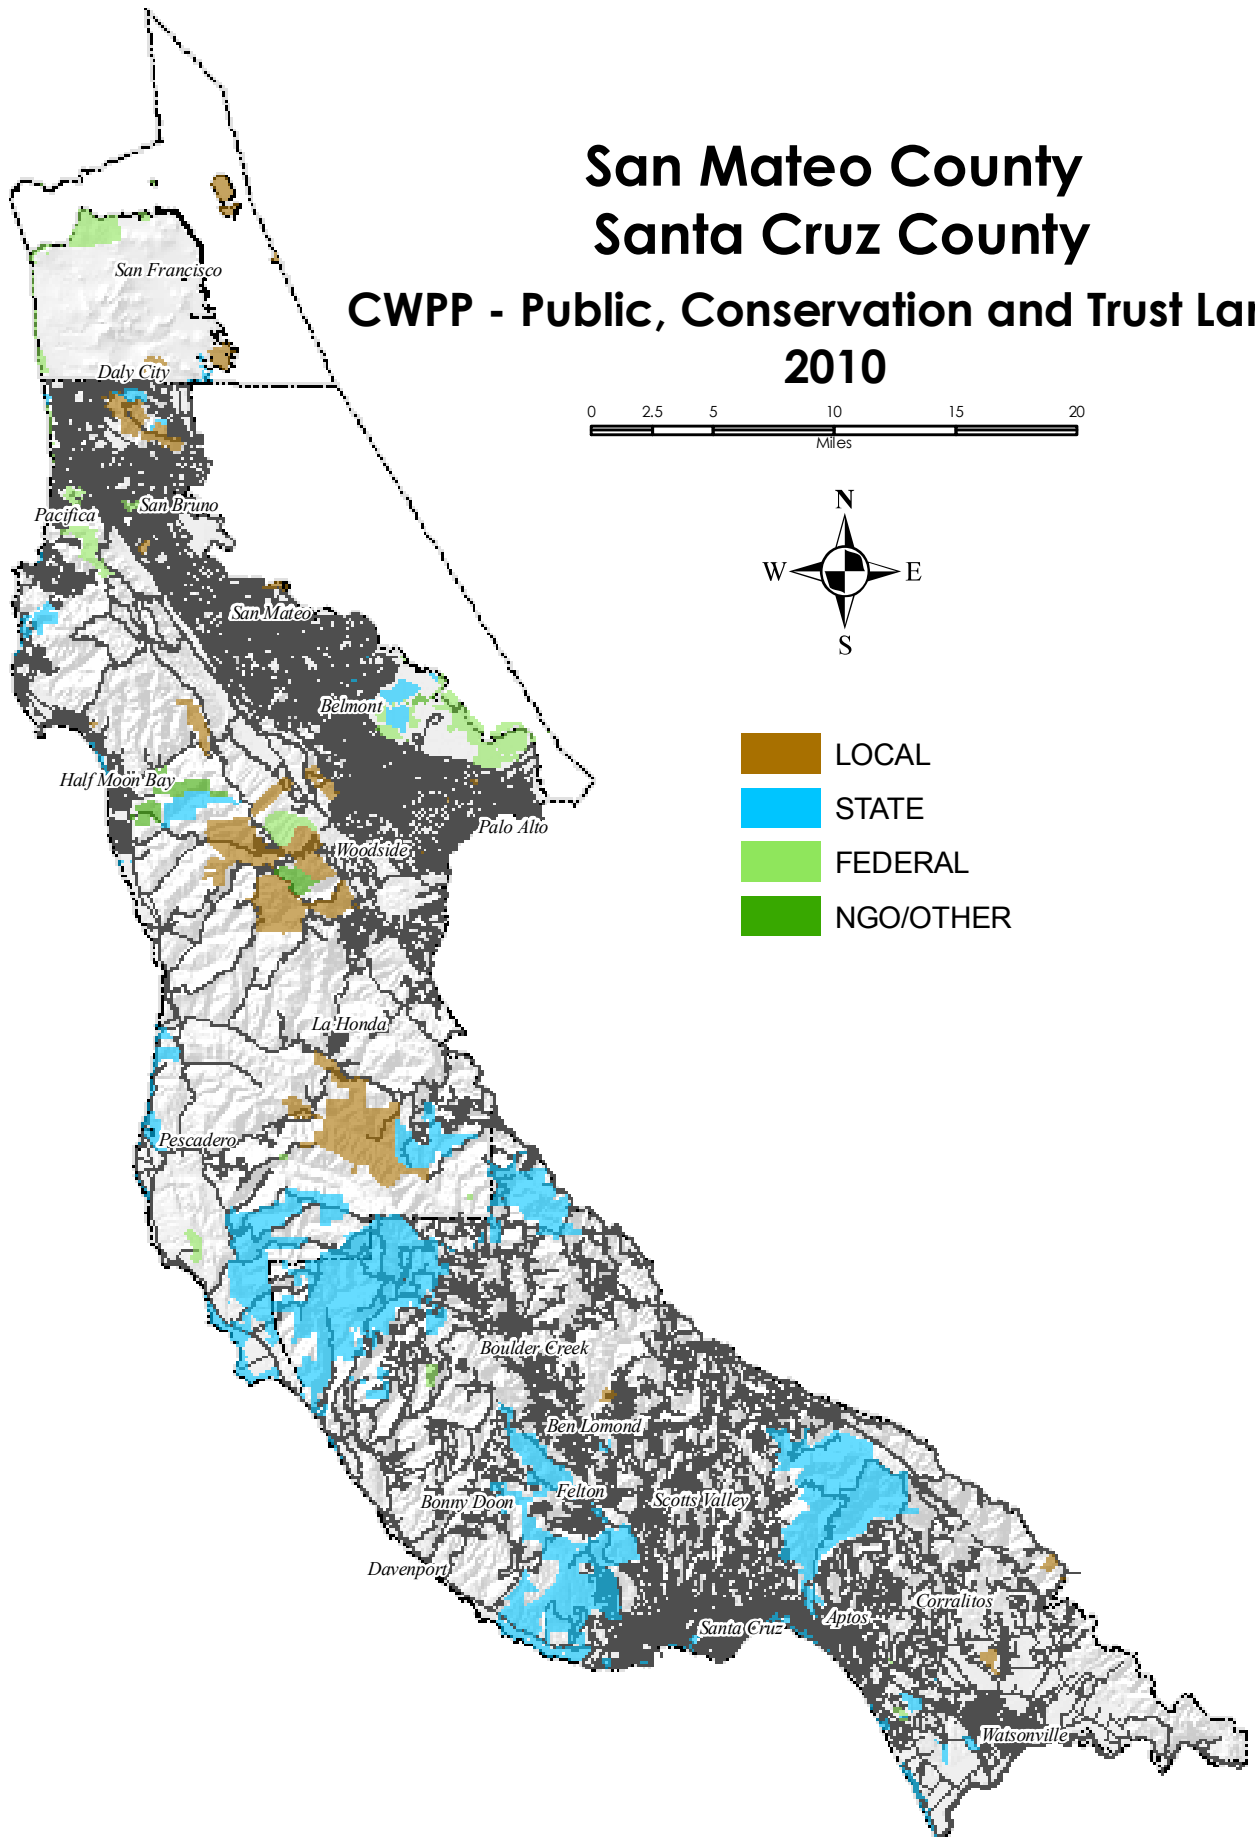 San Mateo County
Santa Cruz County
CWPP - Public, Conservation and Trust Lan
2010
0 2.5 5 10 15 20
Miles
N
W E
S
LOCAL
STATE
FEDERAL
NGO/OTHER
San Francisco
Daly City
San Bruno
Pacifica
San Mateo
Belmont
Half Moon Bay
Palo Alto
Woodside
La Honda
Pescadero
Boulder Creek
Ben Lomond
Felton
Bonny Doon
Scotts Valley
Davenport
Corralitos
Aptos
Santa Cruz
Watsonville